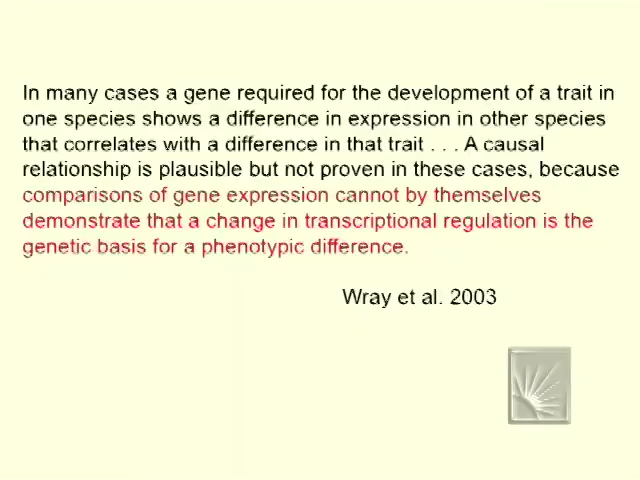 In many cases a gene required for the development of a trait in
one species shows a difference in expression in other species
that correlates with a difference in that trait . . . A causal
relationship is plausible but not proven in these cases, because
comparisons of gene expression cannot by themselves
demonstrate that a change in transcriptional regulation is the
genetic basis for a phenotypic difference.
Wray et al. 2003